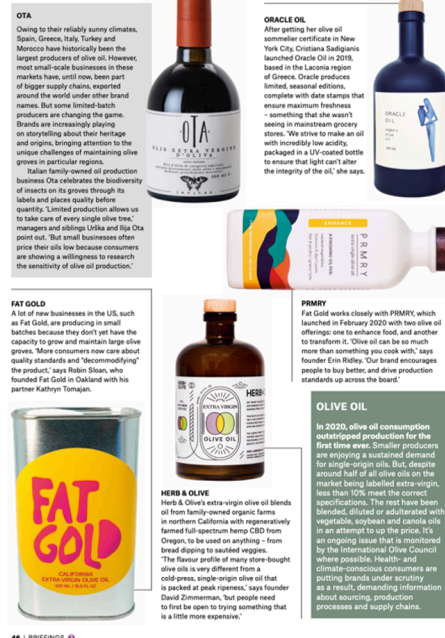 OTA
Owing to their reliably sunny climates,
Spain, Greece, Italy, Turkey and
Morocco have historically been the
largest producers of olive oil. However,
most small-scale businesses in these
markets have, until now, been part
of bigger supply chains, exported
around the world under other brand
names. But some limited-batch
producers are changing the game.
Brands are increasingly playing
on storytelling about their heritage
and origins, bringing attention to the
unique challenges of maintaining olive
groves in particular regions.
Italian family-owned oil production
business Ota celebrates the biodiversity
of insects on its groves through its
labels and places quality before
quantity. 'Limited production allows us
to take care of every single olive tree,'
managers and siblings Urška and Ilija Ota
point out. 'But small businesses often
price their oils low because consumers
are showing a willingness to research
the sensitivity of olive oil production.'
OTA
OLIO EXTRA VERGINE
D'OLIVA
ORACLE OIL
After getting her olive oil
sommelier certificate in New
York City, Cristiana Sadigianis
launched Oracle Oil in 2019,
based in the Laconia region
of Greece. Oracle produces
limited, seasonal editions,
complete with date stamps that
ensure maximum freshness
– something that she wasn't
seeing in mainstream grocery
stores. 'We strive to make an oil
with incredibly low acidity,
packaged in a UV-coated bottle
to ensure that light can't alter
the integrity of the oil,' she says.
ORACLE
OIL
ENHANCE
PRMRY
extra virgin olive oil
FAT GOLD
A lot of new businesses in the US, such
as Fat Gold, are producing in small
batches because they don't yet have the
capacity to grow and maintain large olive
groves. 'More consumers now care about
quality standards and "decommodifying"
the product,' says Robin Sloan, who
founded Fat Gold in Oakland with his
partner Kathryn Tomajan.
PRMRY
Fat Gold works closely with PRMRY, which
launched in February 2020 with two olive oil
offerings: one to enhance food, and another
to transform it. 'Olive oil can be so much
more than something you cook with,' says
founder Erin Ridley. 'Our brand encourages
people to buy better, and drive production
standards up across the board.'
EXTRA VIRGIN
OLIVE OIL
HERB
FAT
GOLD
CALIFORNIA
EXTRA VIRGIN OLIVE OIL
HERB & OLIVE
Herb & Olive's extra-virgin olive oil blends
oil from family-owned organic farms
in northern California with regeneratively
farmed full-spectrum hemp CBD from
Oregon, to be used on anything – from
bread dipping to sautéed veggies.
'The flavour profile of many store-bought
olive oils is very different from a
cold-press, single-origin olive oil that
is packed at peak ripeness,' says founder
David Zimmerman, 'but people need
to first be open to trying something that
is a little more expensive.'
OLIVE OIL
In 2020, olive oil consumption
outstripped production for the
first time ever. Smaller producers
are enjoying a sustained demand
for single-origin oils. But, despite
around half of all olive oils on the
market being labelled extra-virgin,
less than 10% meet the correct
specifications. The rest have been
blended, diluted or adulterated with
vegetable, soybean and canola oils
in an attempt to up the price. It's
an ongoing issue that is monitored
by the International Olive Council
where possible. Health- and
climate-conscious consumers are
putting brands under scrutiny
as a result, demanding information
about sourcing, production
processes and supply chains.
46 | BRIEFINGS